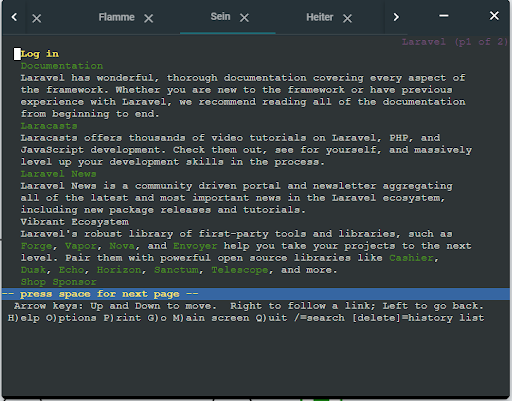 Flamme
Sein
Heiter
Laravel (p1 of 2)
Log in
Documentation
Laravel has wonderful, thorough documentation covering every aspect of
the framework. Whether you are new to the framework or have previous
experience with Laravel, we recommend reading all of the documentation
from beginning to end.
Laracasts
Laracasts offers thousands of video tutorials on Laravel, PHP, and
JavaScript development. Check them out, see for yourself, and massively
level up your development skills in the process.
Laravel News
Laravel News is a community driven portal and newsletter aggregating
all of the latest and most important news in the Laravel ecosystem,
including new package releases and tutorials.
Vibrant Ecosystem
Laravel's robust library of first-party tools and libraries, such as
Forge, Vapor, Nova, and Envoyer help you take your projects to the next
level. Pair them with powerful open source libraries like Cashier,
Dusk, Echo, Horizon, Sanctum, Telescope, and more.
Shop Sponsor
-- press space for next page --
Arrow keys: Up and Down to move. Right to follow a link; Left to go back.
H)elp O)ptions P)rint G)o M)ain screen Q)uit /=search [delete]=history list